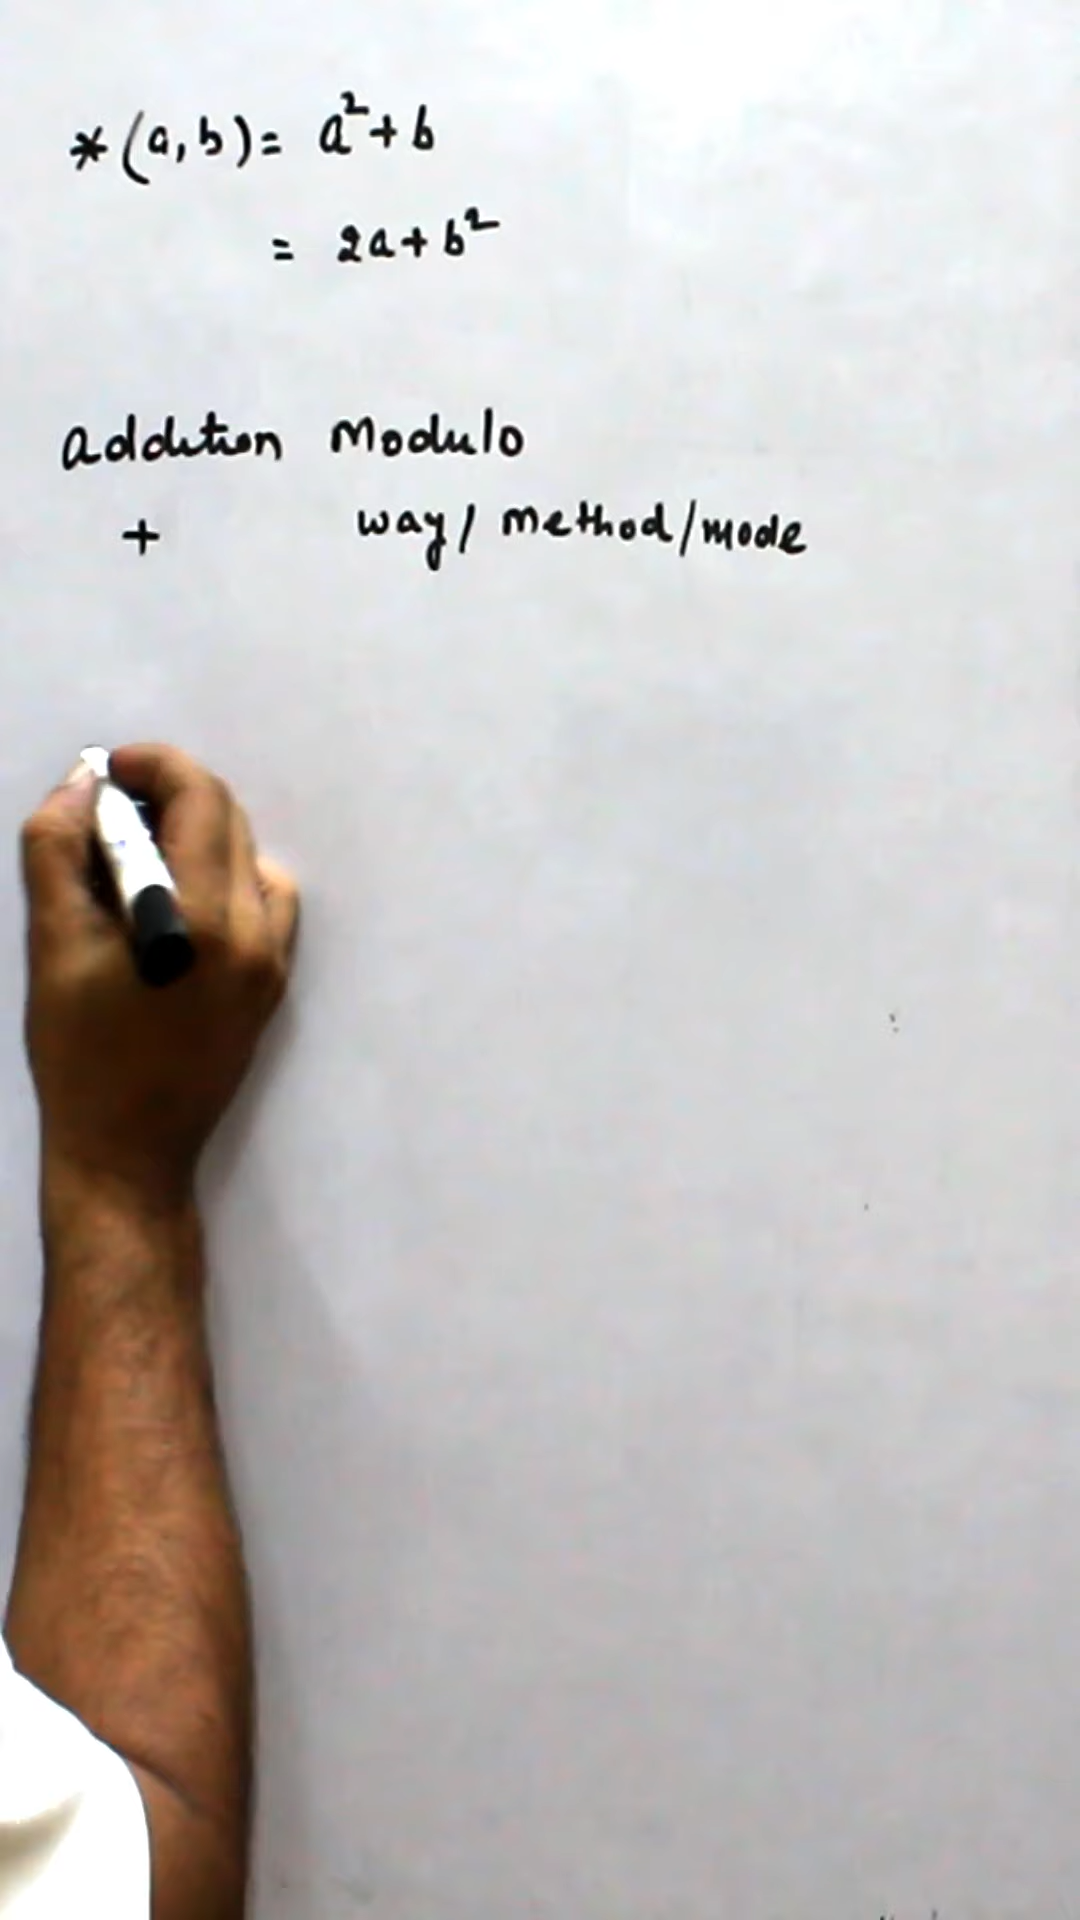 *(a,b)= a²+b
= 2a+b²
addition Modulo
+ way/ method/mode